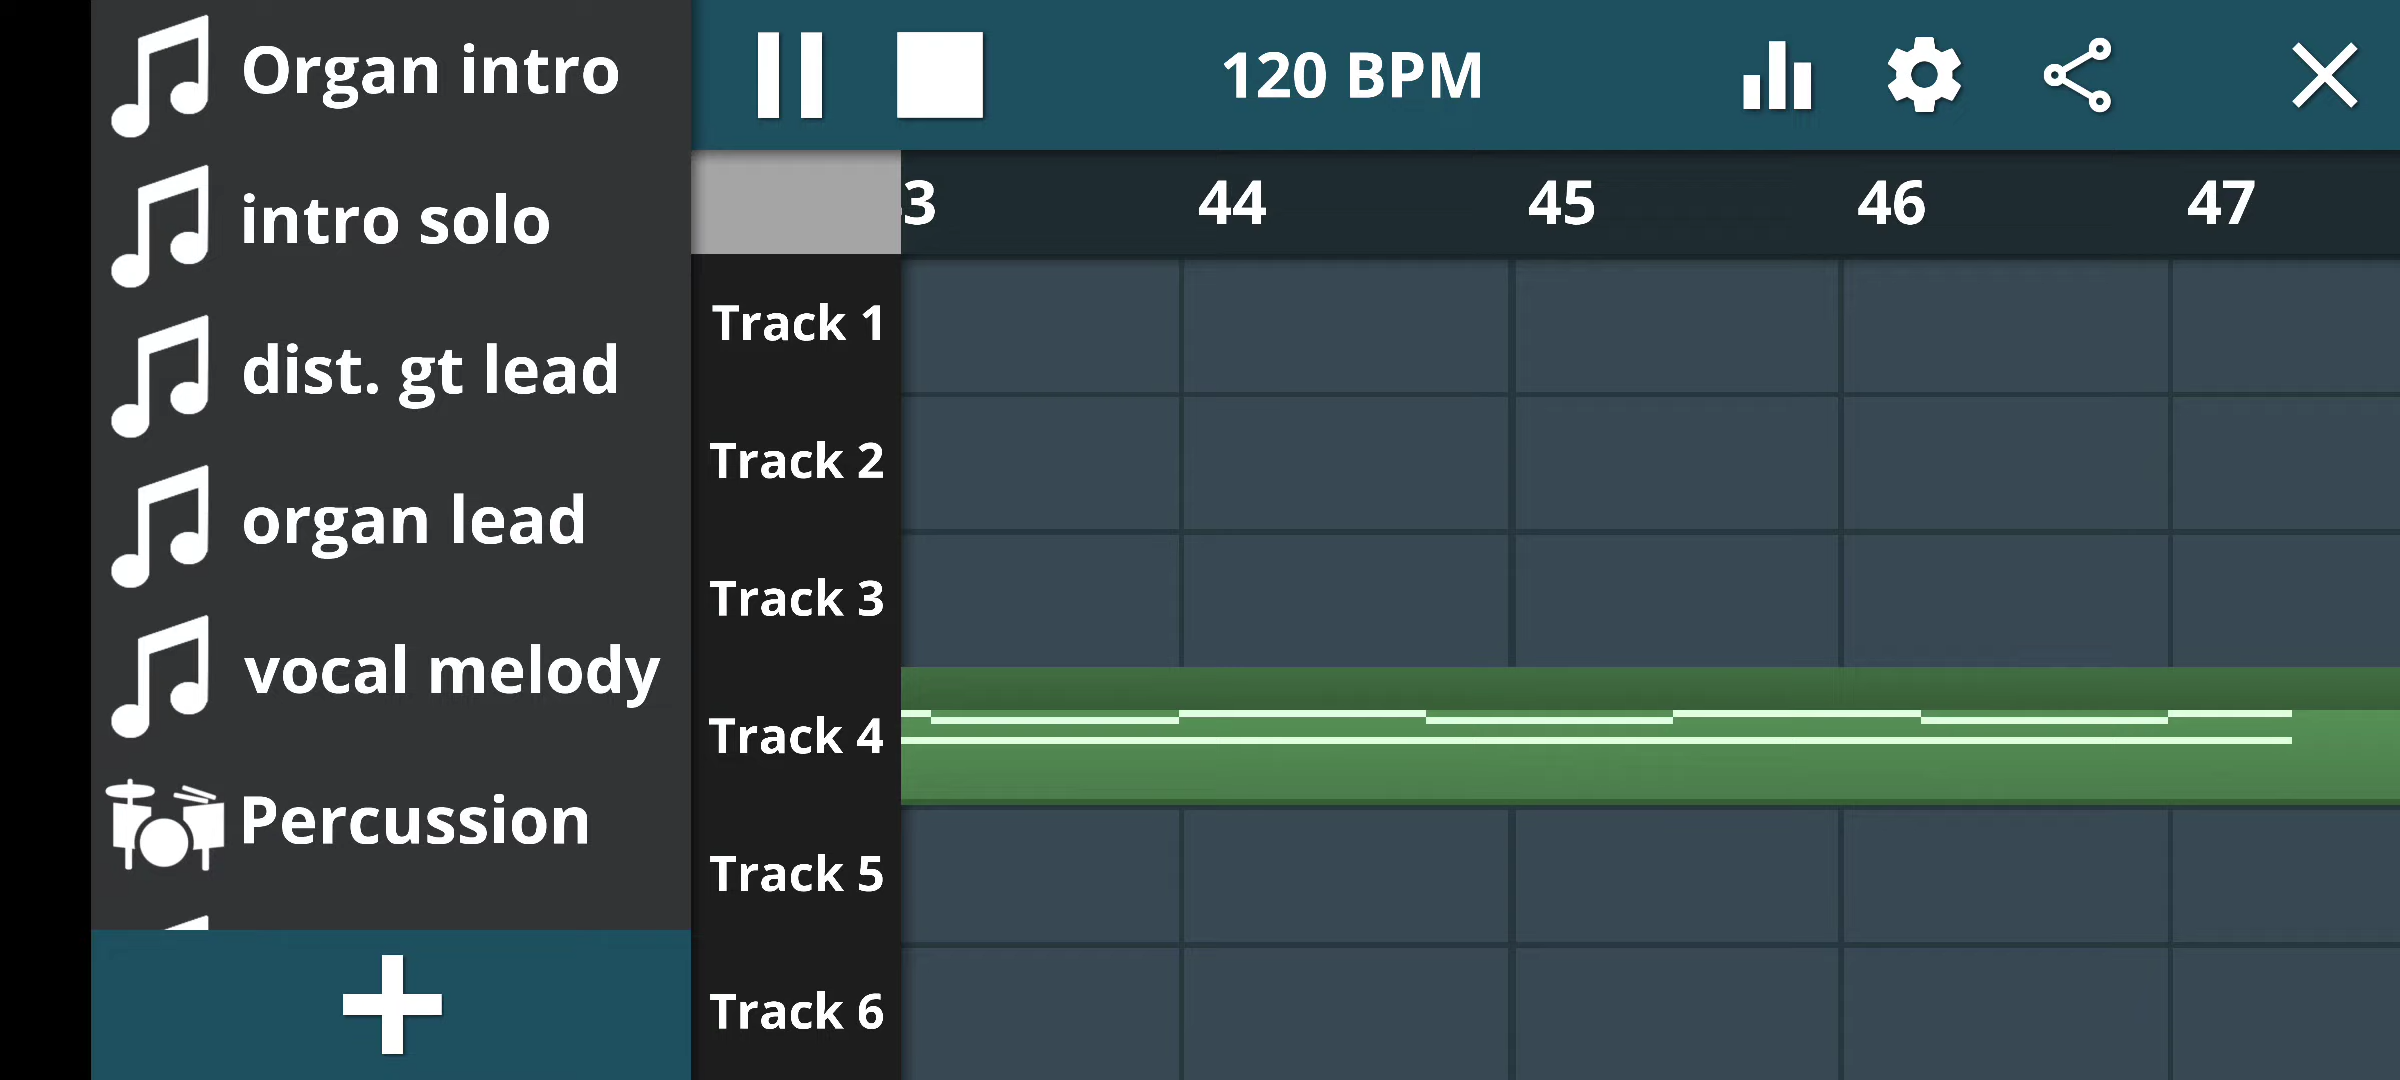 Organ intro
intro solo
dist. gt lead
organ lead
vocal melody
Percussion
120 BPM
3 44 45 46 47
Track 1
Track 2
Track 3
Track 4
Track 5
Track 6